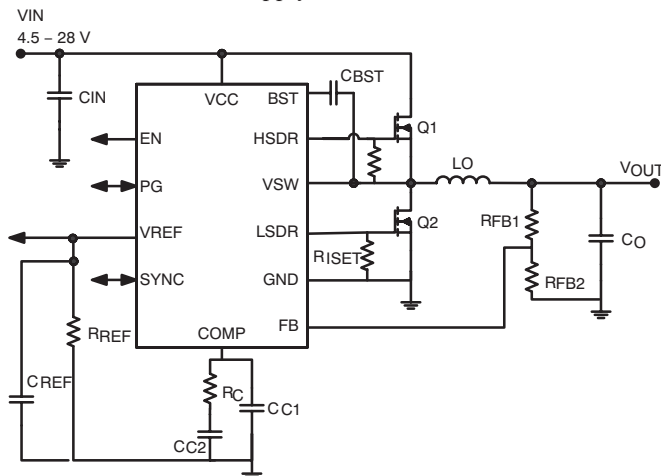 VIN
4.5 – 28 V
CIN
VCC
BST
CBST
EN
HSDR
Q1
PG
VSW
LO
VOUT
VREF
LSDR
Q2
RFB1
CO
RISET
SYNC
GND
RFB2
RREF
FB
COMP
CREF
RC
CC1
CC2